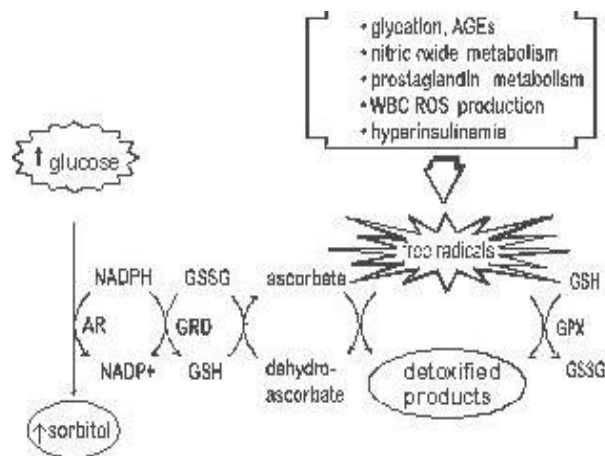 • glycation, AGEs
• nitric oxide metabolism
• prostaglandin metabolism
• WBC ROS production
• hyperinsulinemia
↑ glucose
free radicals
NADPH GSSG ascorbate GSH
AR GRD GPX
NADP+ GSH dehydro-
ascorbate
detoxified
products
GSSG
↑ sorbitol